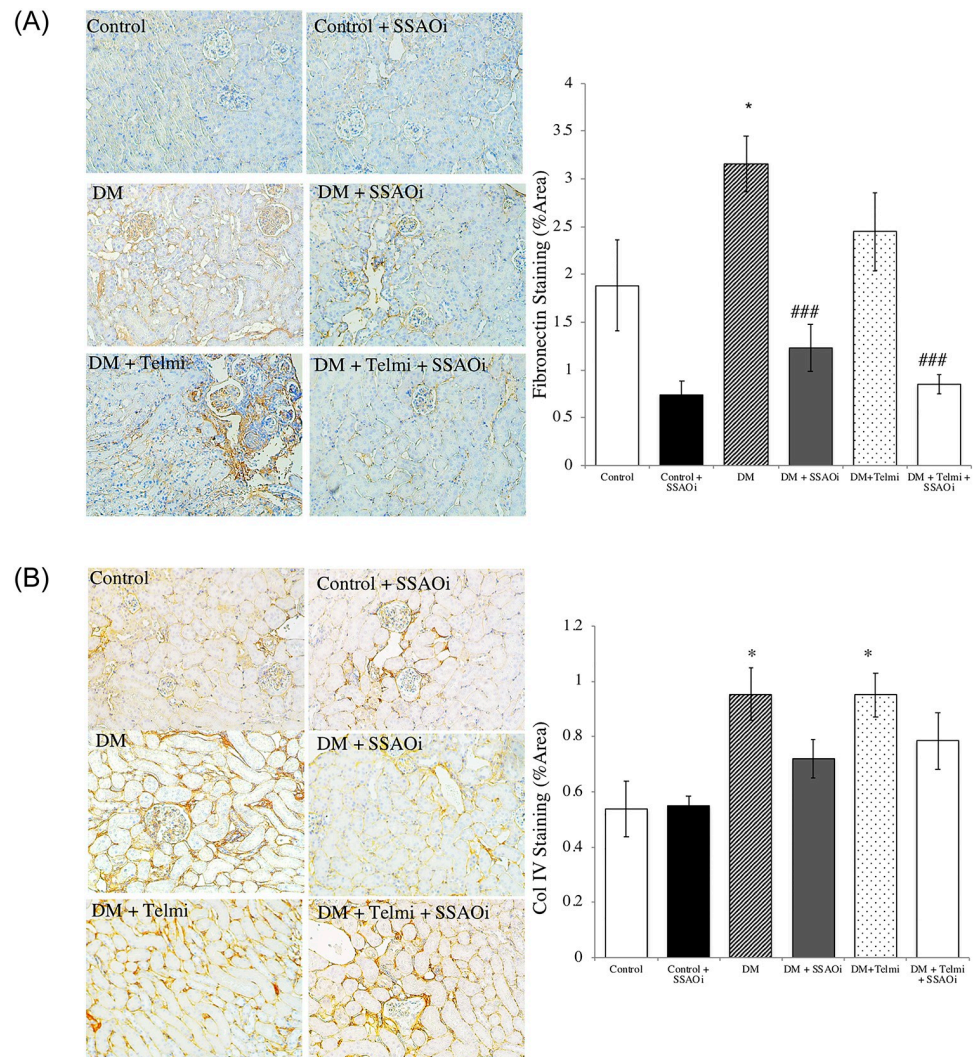 (A)
Control
Control + SSAOi
DM
DM + SSAOi
DM + Telmi
DM + Telmi + SSAOi
Fibronectin Staining (%Area)
4
3.5
3
2.5
2
1.5
1
0.5
0
*
###
###
Control
Control +
SSAOi
DM
DM + SSAOi
DM+Telmi
DM + Telmi +
SSAOi
(B)
Control
Control + SSAOi
DM
DM + SSAOi
DM + Telmi
DM + Telmi + SSAOi
Col IV Staining (%Area)
1.2
1
0.8
0.6
0.4
0.2
0
*
*
Control
Control +
SSAOi
DM
DM + SSAOi
DM+Telmi
DM + Telmi
+ SSAOi